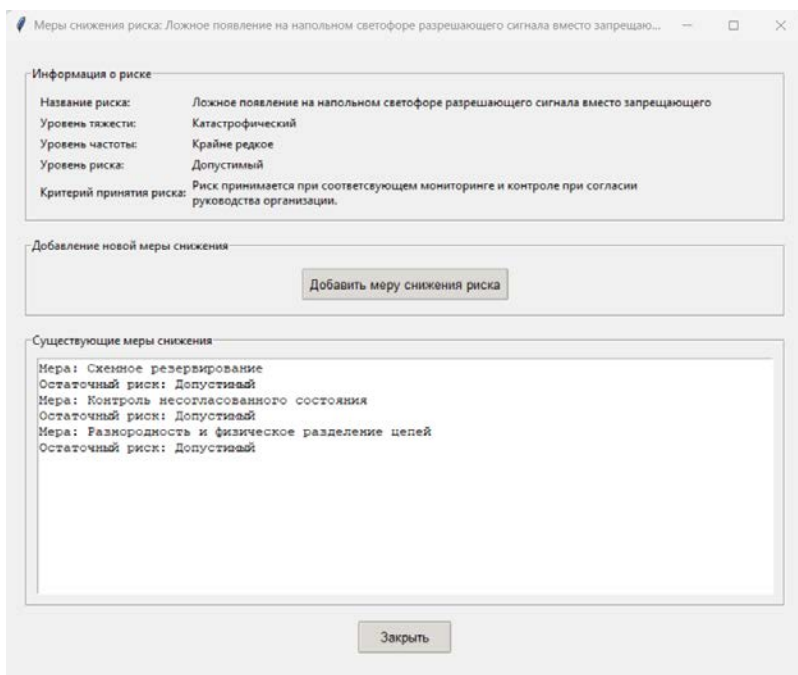 Меры снижения риска: Ложное появление на напольном светофоре разрешающего сигнала вместо запрещаю...
Информация о риске
Название риска: Ложное появление на напольном светофоре разрешающего сигнала вместо запрещающего
Уровень тяжести: Катастрофический
Уровень частоты: Крайне редкое
Уровень риска: Допустимый
Критерий принятия риска: Риск принимается при соответсвующем мониторинге и контроле при согласии
руководства организации.
Добавление новой меры снижения
Добавить меру снижения риска
Существующие меры снижения
Мера: Схемное резервирование
Остаточный риск: Допустимый
Мера: Контроль несогласованного состояния
Остаточный риск: Допустимый
Мера: Разнородность и физическое разделение цепей
Остаточный риск: Допустимый
Закрыть